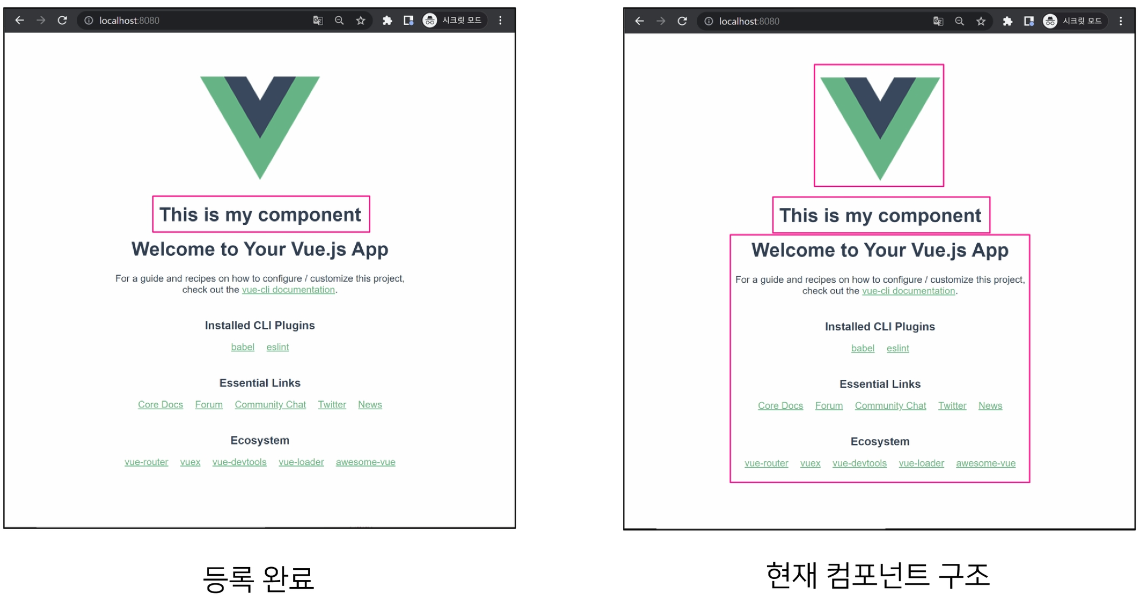 localhost:8080
시크릿 모드
This is my component
Welcome to Your Vue.js App
For a guide and recipes on how to configure / customize this project,
check out the vue-cli documentation.
Installed CLI Plugins
babel eslint
Essential Links
Core Docs Forum Community Chat Twitter News
Ecosystem
vue-router vuex vue-devtools vue-loader awesome-vue
등록 완료
localhost:8080
시크릿 모드
This is my component
Welcome to Your Vue.js App
For a guide and recipes on how to configure / customize this project,
check out the vue-cli documentation.
Installed CLI Plugins
babel eslint
Essential Links
Core Docs Forum Community Chat Twitter News
Ecosystem
vue-router vuex vue-devtools vue-loader awesome-vue
현재 컴포넌트 구조